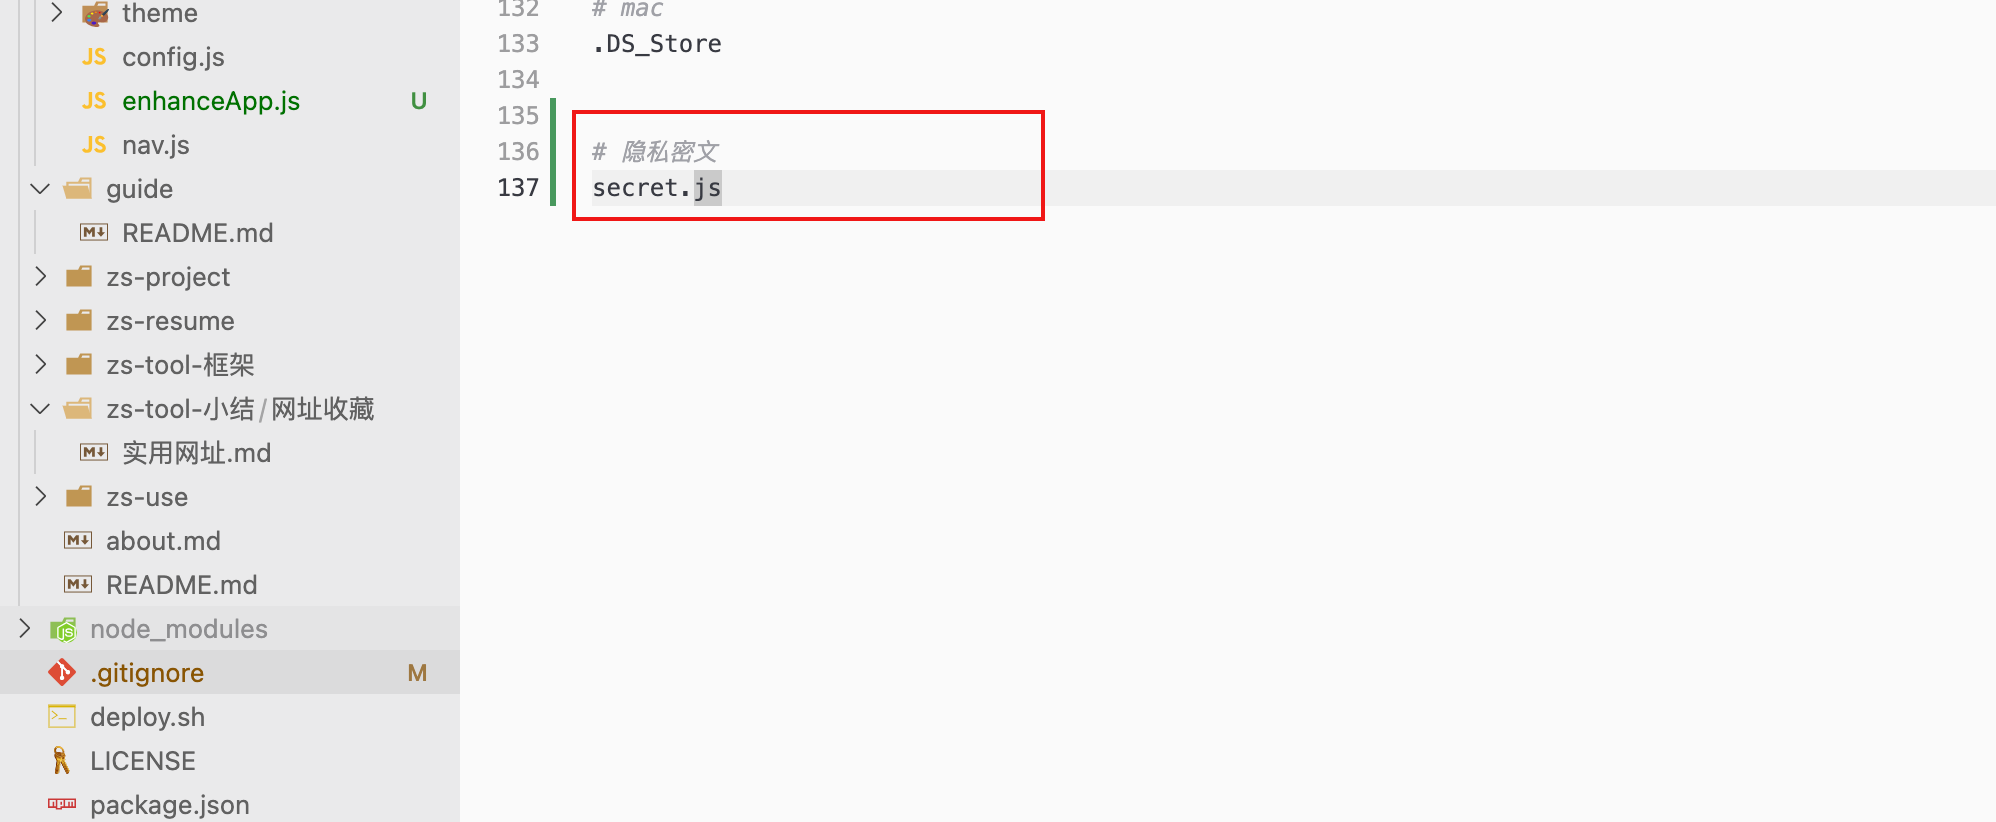 theme
JS config.js
JS enhanceApp.js U
JS nav.js
guide
M README.md
zs-project
zs-resume
zs-tool-框架
zs-tool-小结/网址收藏
M 实用网址.md
zs-use
M about.md
M README.md
JS node_modules
.gitignore M
>_ deploy.sh
LICENSE
npm package.json
132 # mac
133 .DS_Store
134
135
136 # 隐私密文
137 secret.js